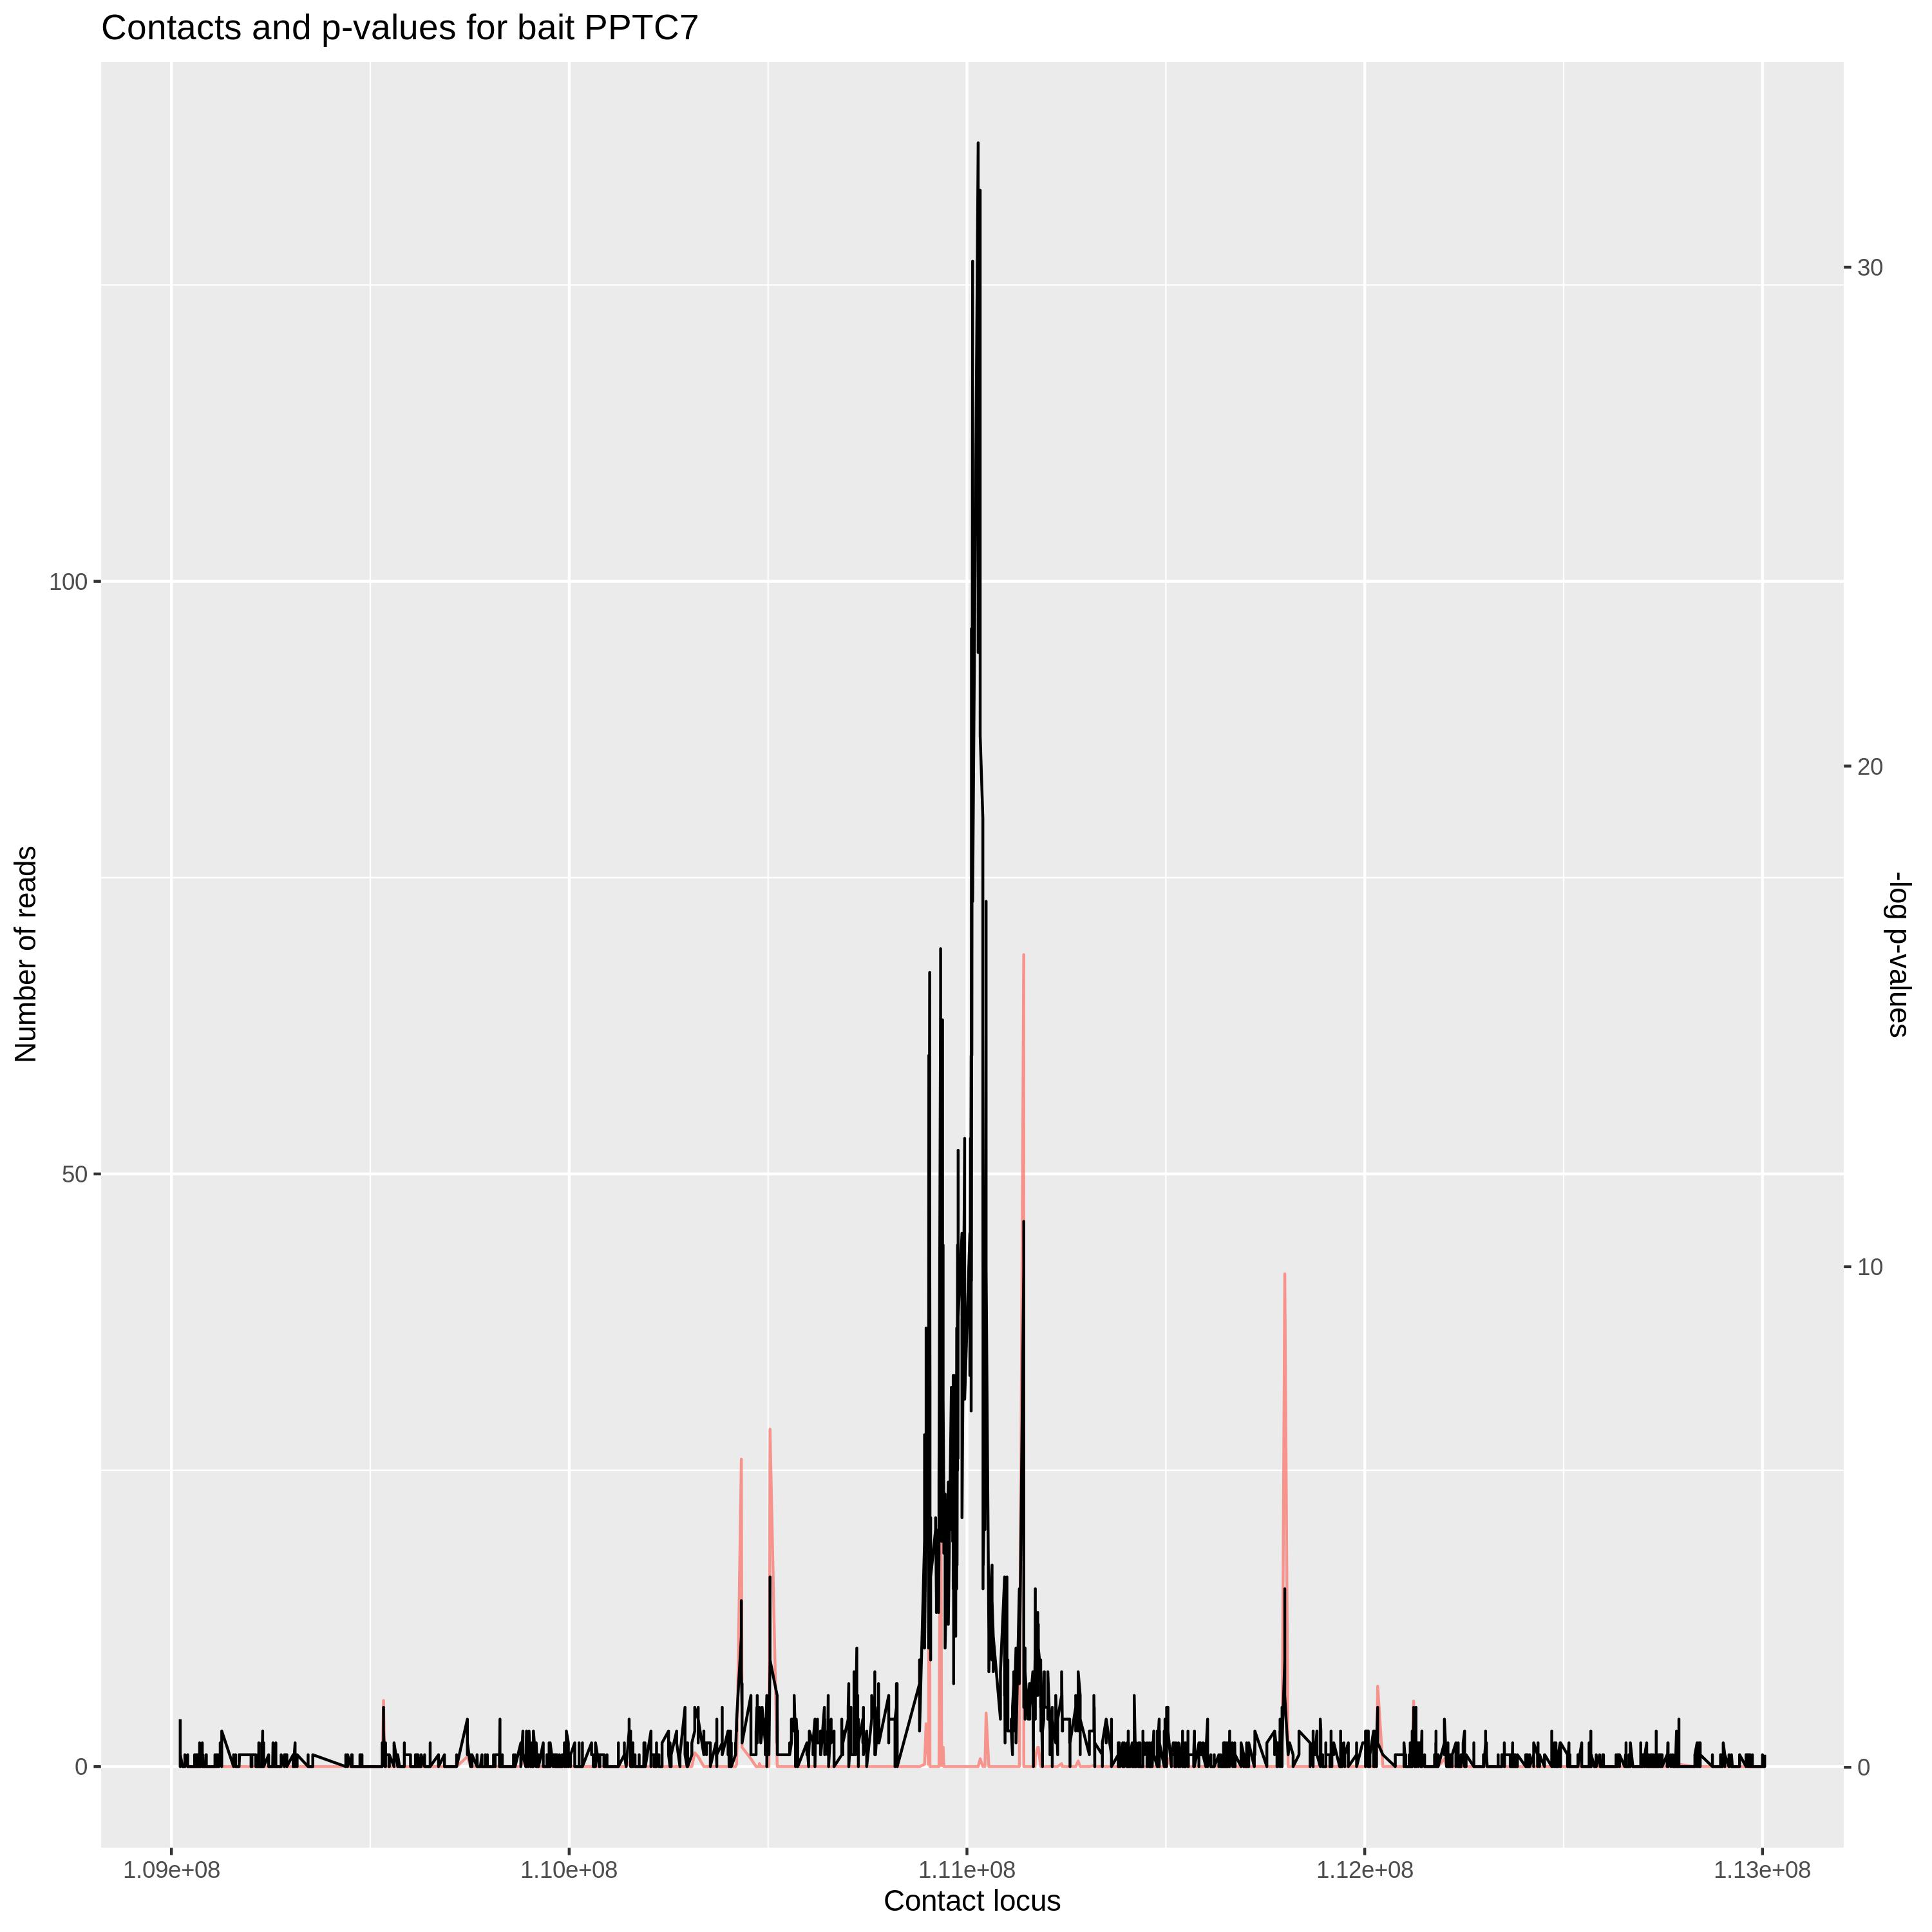 Contacts and p-values for bait PPTC7
Number of reads
100
50
0
30
20
10
0
-log p-values
1.09e+08
1.10e+08
1.11e+08
1.12e+08
1.13e+08
Contact locus